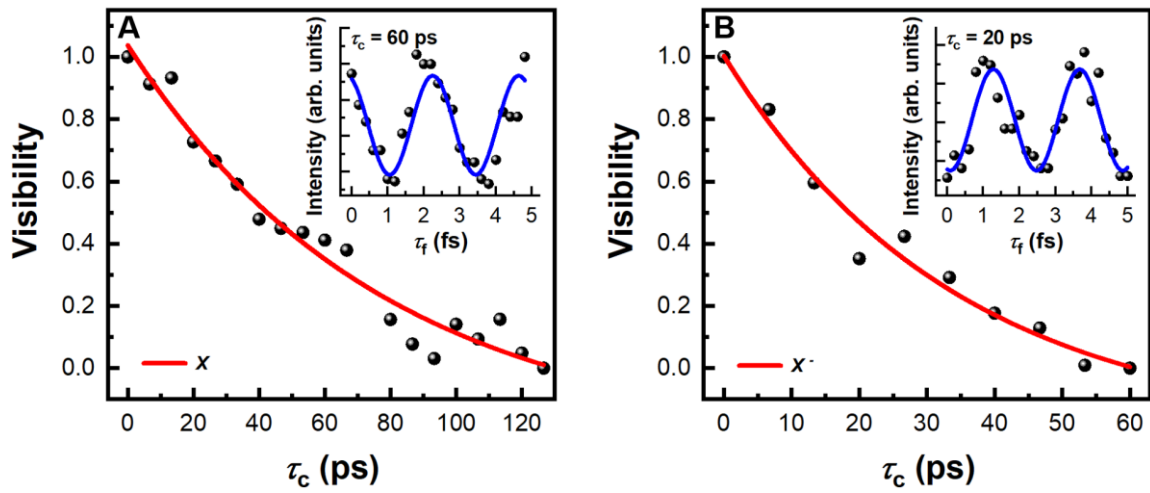 A
Visibility
1.0
0.8
0.6
0.4
0.2
0.0
0 20 40 60 80 100 120
τc (ps)
X
Intensity (arb. units)
τc = 60 ps
0 1 2 3 4 5
τf (fs)
B
Visibility
1.0
0.8
0.6
0.4
0.2
0.0
0 10 20 30 40 50 60
τc (ps)
X-
Intensity (arb. units)
τc = 20 ps
0 1 2 3 4 5
τf (fs)